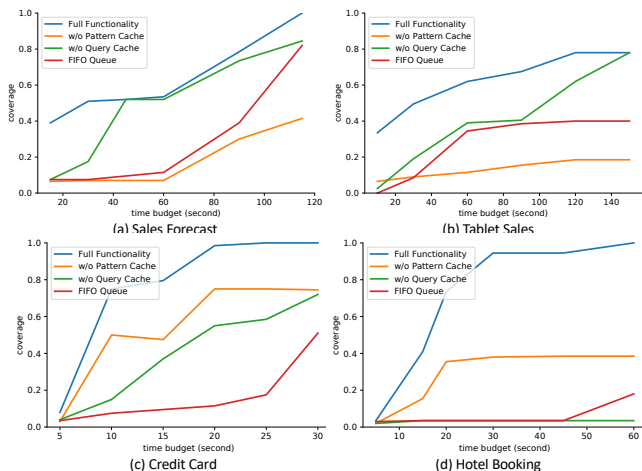 1.0
0.8
0.6
0.4
0.2
0.0
coverage
Full Functionality
w/o Pattern Cache
w/o Query Cache
FIFO Queue
20 40 60 80 100 120
time budget (second)
(a) Sales Forecast
1.0
0.8
0.6
0.4
0.2
0.0
coverage
Full Functionality
w/o Pattern Cache
w/o Query Cache
FIFO Queue
20 40 60 80 100 120 140
time budget (second)
(b) Tablet Sales
1.0
0.8
0.6
0.4
0.2
0.0
coverage
Full Functionality
w/o Pattern Cache
w/o Query Cache
FIFO Queue
5 10 15 20 25 30
time budget (second)
(c) Credit Card
1.0
0.8
0.6
0.4
0.2
0.0
coverage
Full Functionality
w/o Pattern Cache
w/o Query Cache
FIFO Queue
10 20 30 40 50 60
time budget (second)
(d) Hotel Booking